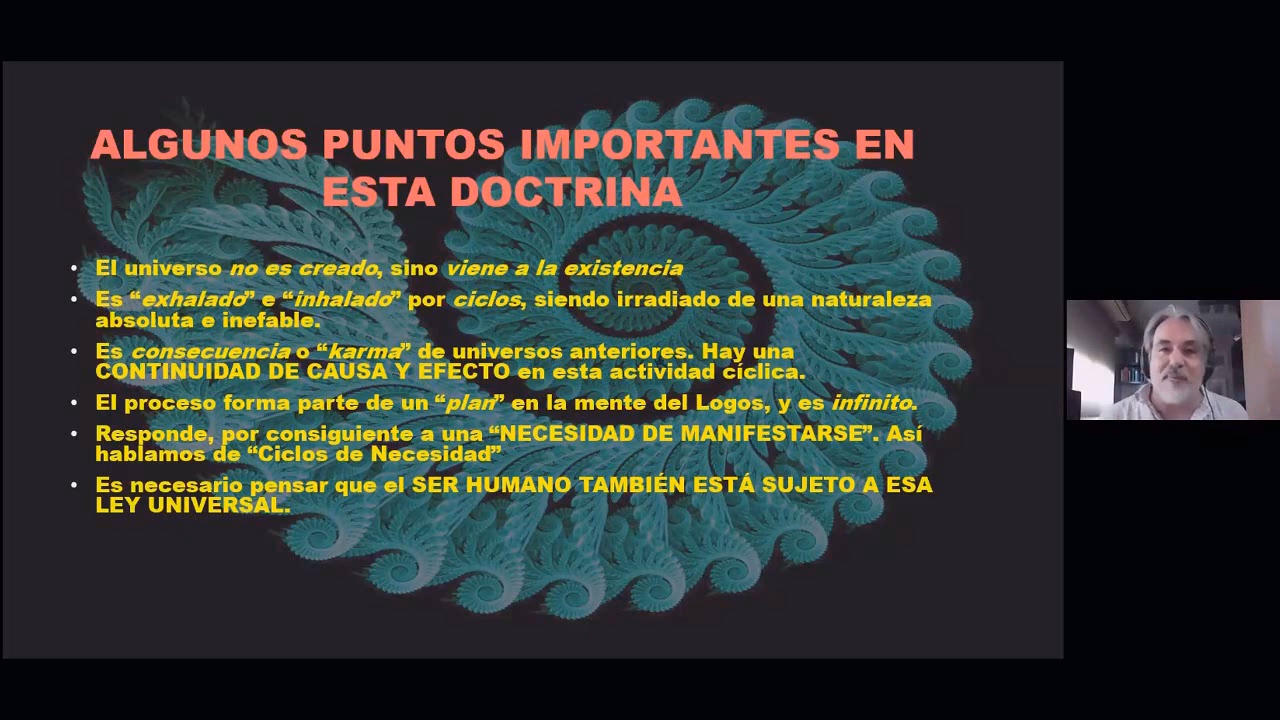 ALGUNOS PUNTOS IMPORTANTES EN
ESTA DOCTRINA
• El universo no es creado, sino viene a la existencia
• Es “exhalado” e “inhalado” por ciclos, siendo irradiado de una naturaleza
absoluta e inefable.
• Es consecuencia o “karma” de universos anteriores. Hay una
CONTINUIDAD DE CAUSA Y EFECTO en esta actividad cíclica.
• El proceso forma parte de un “plan” en la mente del Logos, y es infinito.
• Responde, por consiguiente a una “NECESIDAD DE MANIFESTARSE”. Así
hablamos de “Ciclos de Necesidad”
• Es necesario pensar que el SER HUMANO TAMBIÉN ESTÁ SUJETO A ESA
LEY UNIVERSAL.